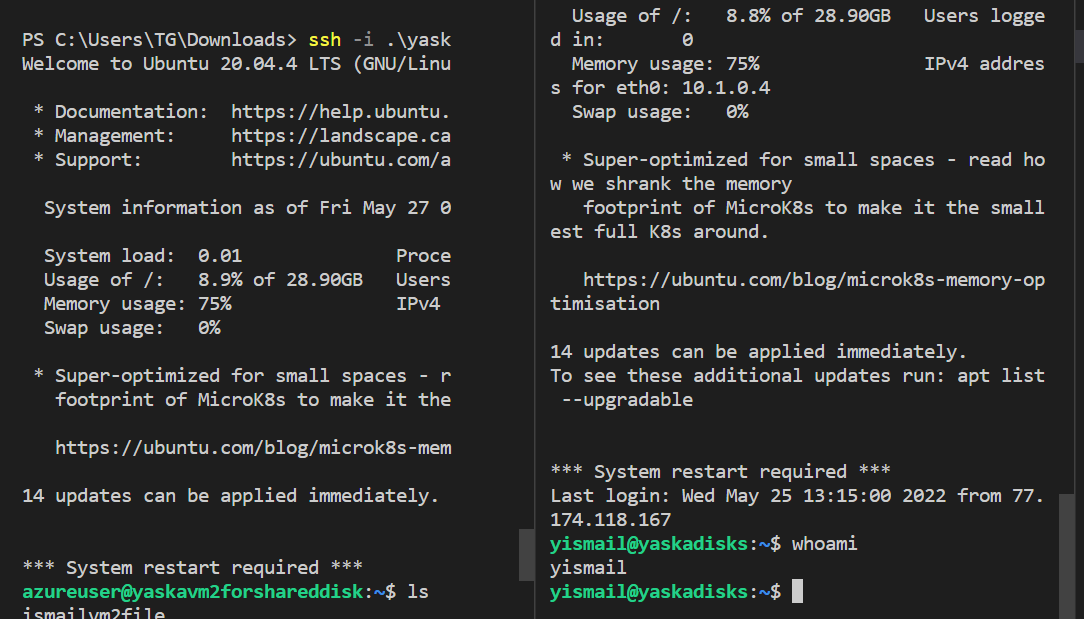 PS C:\Users\TG\Downloads> ssh -i .\yask
Welcome to Ubuntu 20.04.4 LTS (GNU/Linu
* Documentation:  https://help.ubuntu.
* Management:     https://landscape.ca
* Support:        https://ubuntu.com/a
System information as of Fri May 27 0
System load:  0.01              Proce
Usage of /:   8.9% of 28.90GB   Users
Memory usage: 75%               IPv4
Swap usage:   0%
* Super-optimized for small spaces - r
footprint of MicroK8s to make it the
https://ubuntu.com/blog/microk8s-mem
14 updates can be applied immediately.
*** System restart required ***
azureuser@yaskavm2forshareddisk:~$ ls
ismailvm2file
Usage of /:   8.8% of 28.90GB   Users logge
d in:       0
Memory usage: 75%               IPv4 addres
s for eth0: 10.1.0.4
Swap usage:   0%
* Super-optimized for small spaces - read ho
w we shrank the memory
footprint of MicroK8s to make it the small
est full K8s around.
https://ubuntu.com/blog/microk8s-memory-op
timisation
14 updates can be applied immediately.
To see these additional updates run: apt list
--upgradable
*** System restart required ***
Last login: Wed May 25 13:15:00 2022 from 77.
174.118.167
yismail@yaskadisks:~$ whoami
yismail
yismail@yaskadisks:~$